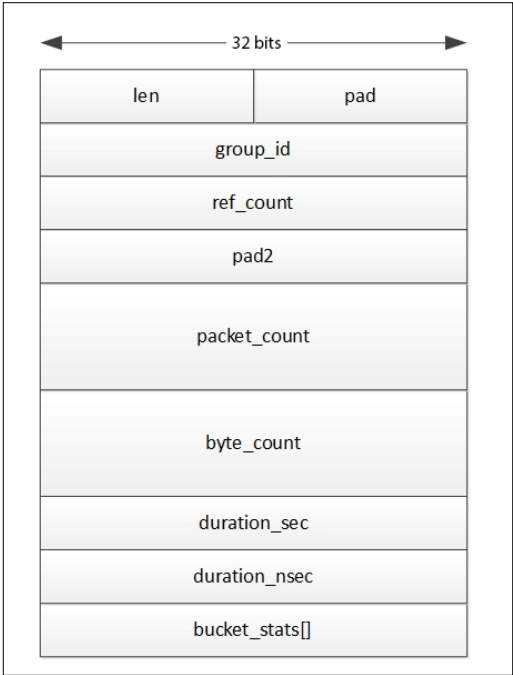 32 bits
len pad
group_id
ref_count
pad2
packet_count
byte_count
duration_sec
duration_nsec
bucket_stats[]